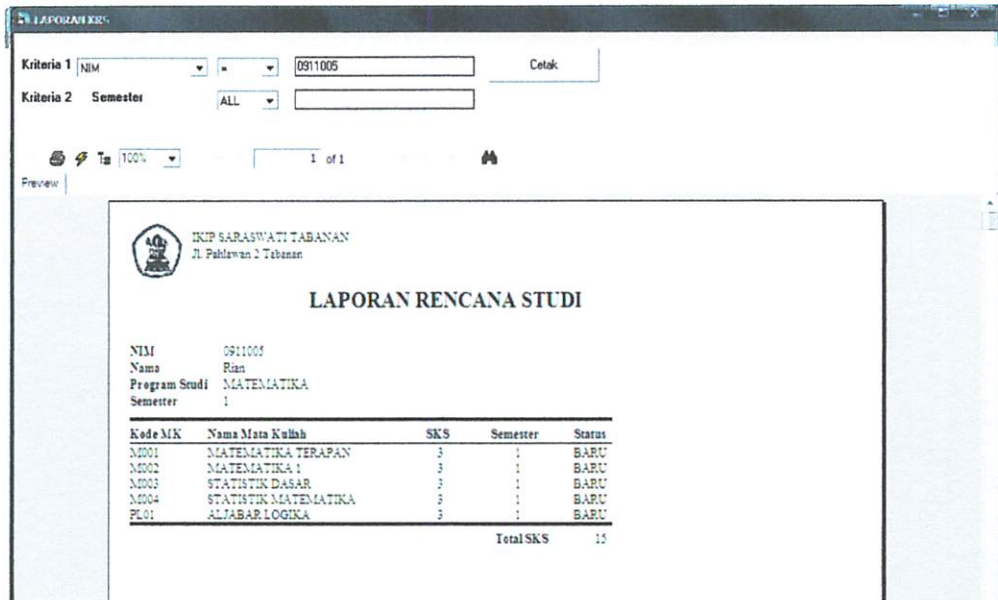 LAPORAN KRS
Kriteria 1 NIM = 0911005 Cetak
Kriteria 2 Semester ALL
100% 1 of 1
Preview
IKIP SARASWATI TABANAN
Jl. Pahlawan 2 Tabanan
LAPORAN RENCANA STUDI
NIM 0911005
Nama Rian
Program Studi MATEMATIKA
Semester 1
Kode MK Nama Mata Kuliah SKS Semester Status
M001 MATEMATIKA TERAPAN 3 1 BARU
M002 MATEMATIKA 1 3 1 BARU
M003 STATISTIK DASAR 3 1 BARU
M004 STATISTIK MATEMATIKA 3 1 BARU
PL01 ALJABAR LOGIKA 3 1 BARU
Total SKS 15